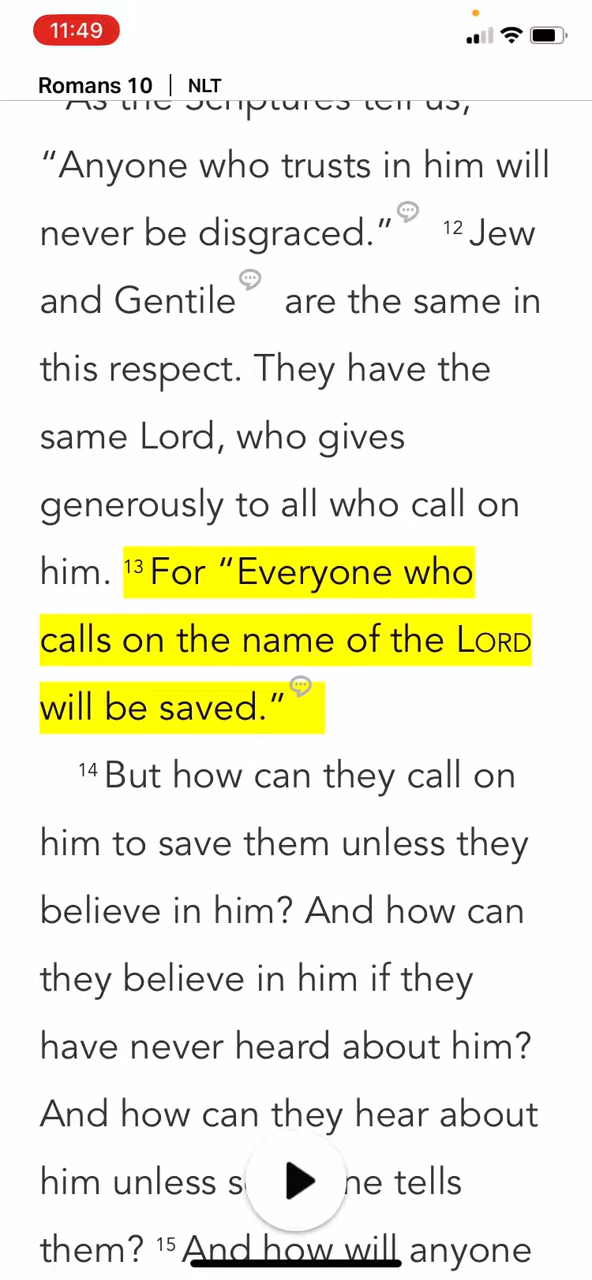 11:49
Romans 10 | NLT
As the Scriptures tell us,
“Anyone who trusts in him will
never be disgraced.” 12 Jew
and Gentile are the same in
this respect. They have the
same Lord, who gives
generously to all who call on
him. 13 For “Everyone who
calls on the name of the LORD
will be saved.”
14 But how can they call on
him to save them unless they
believe in him? And how can
they believe in him if they
have never heard about him?
And how can they hear about
him unless tells
them? 15 And how will anyone